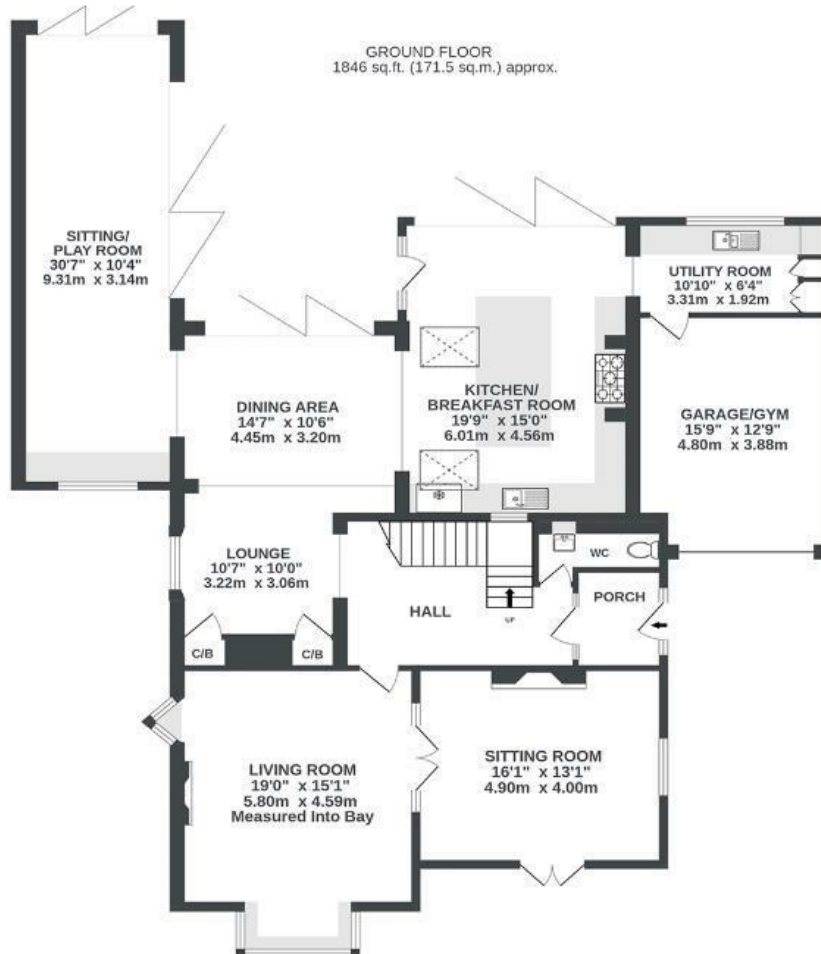 GROUND FLOOR
1846 sq.ft. (171.5 sq.m.) approx.
SITTING/
PLAY ROOM
30'7" x 10'4"
9.31m x 3.14m
UTILITY ROOM
10'10" x 6'4"
3.31m x 1.92m
DINING AREA
14'7" x 10'6"
4.45m x 3.20m
KITCHEN/
BREAKFAST ROOM
19'9" x 15'0"
6.01m x 4.56m
GARAGE/GYM
15'9" x 12'9"
4.80m x 3.88m
LOUNGE
10'7" x 10'0"
3.22m x 3.06m
C/B
C/B
HALL
UP
WC
PORCH
LIVING ROOM
19'0" x 15'1"
5.80m x 4.59m
Measured Into Bay
SITTING ROOM
16'1" x 13'1"
4.90m x 4.00m